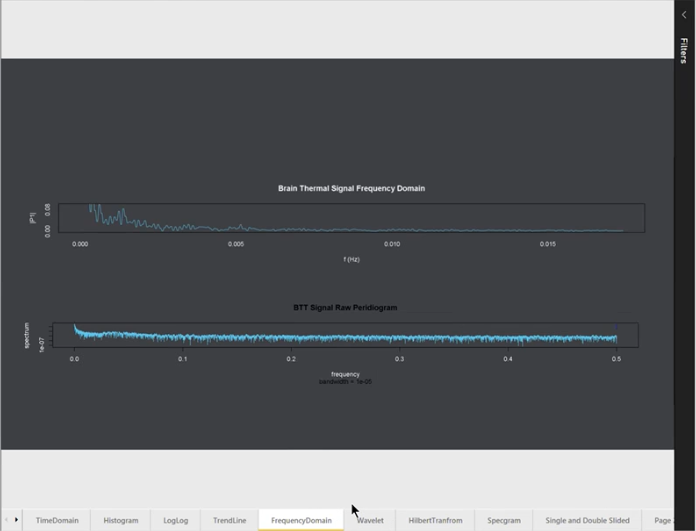 Filters
Brain Thermal Signal Frequency Domain
|P1|
0.00 0.08
0.000 0.005 0.010 0.015
f (Hz)
BTT Signal Raw Peridiogram
spectrum
1e-07
0.0 0.1 0.2 0.3 0.4 0.5
frequency
bandwidth = 1e-05
TimeDomain Histogram LogLog TrendLine FrequencyDomain Wavelet HilbertTranfrom Specgram Single and Double Slided Page